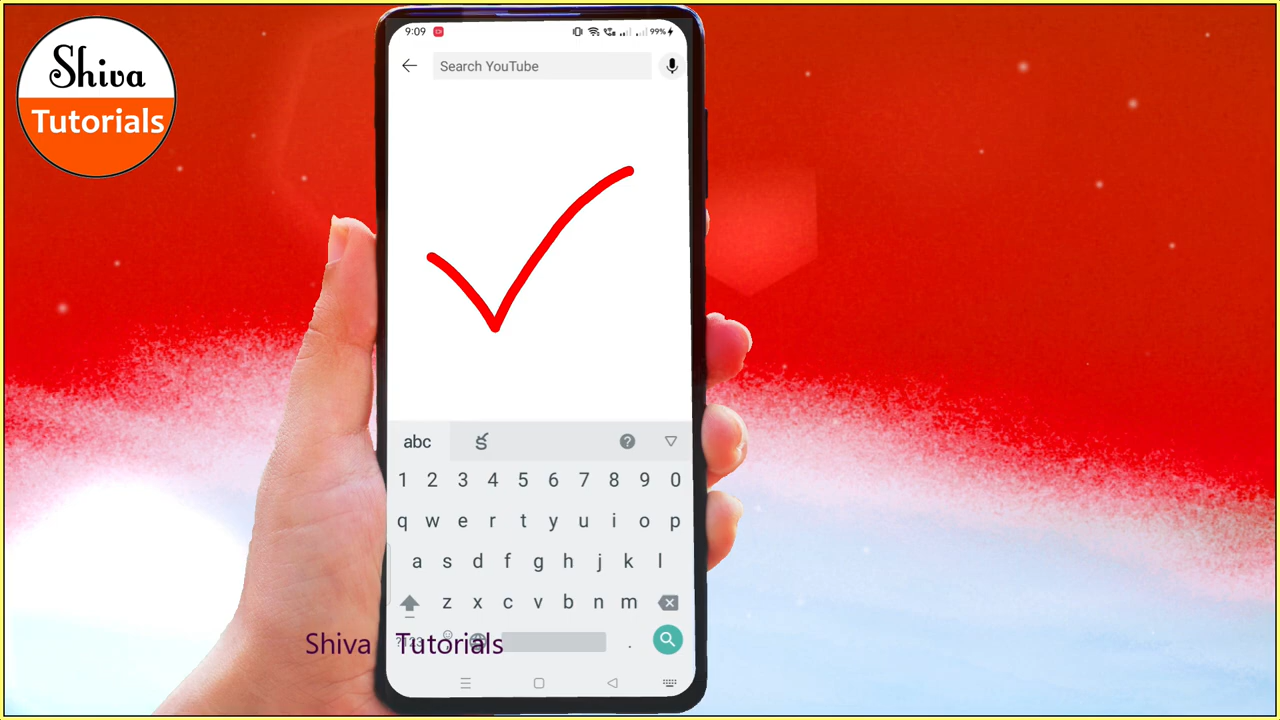 Shiva
Tutorials
9:09
99%
Search YouTube
abc క
1 2 3 4 5 6 7 8 9 0
q w e r t y u i o p
a s d f g h j k l
z x c v b n m
?123 .
Shiva Tutorials